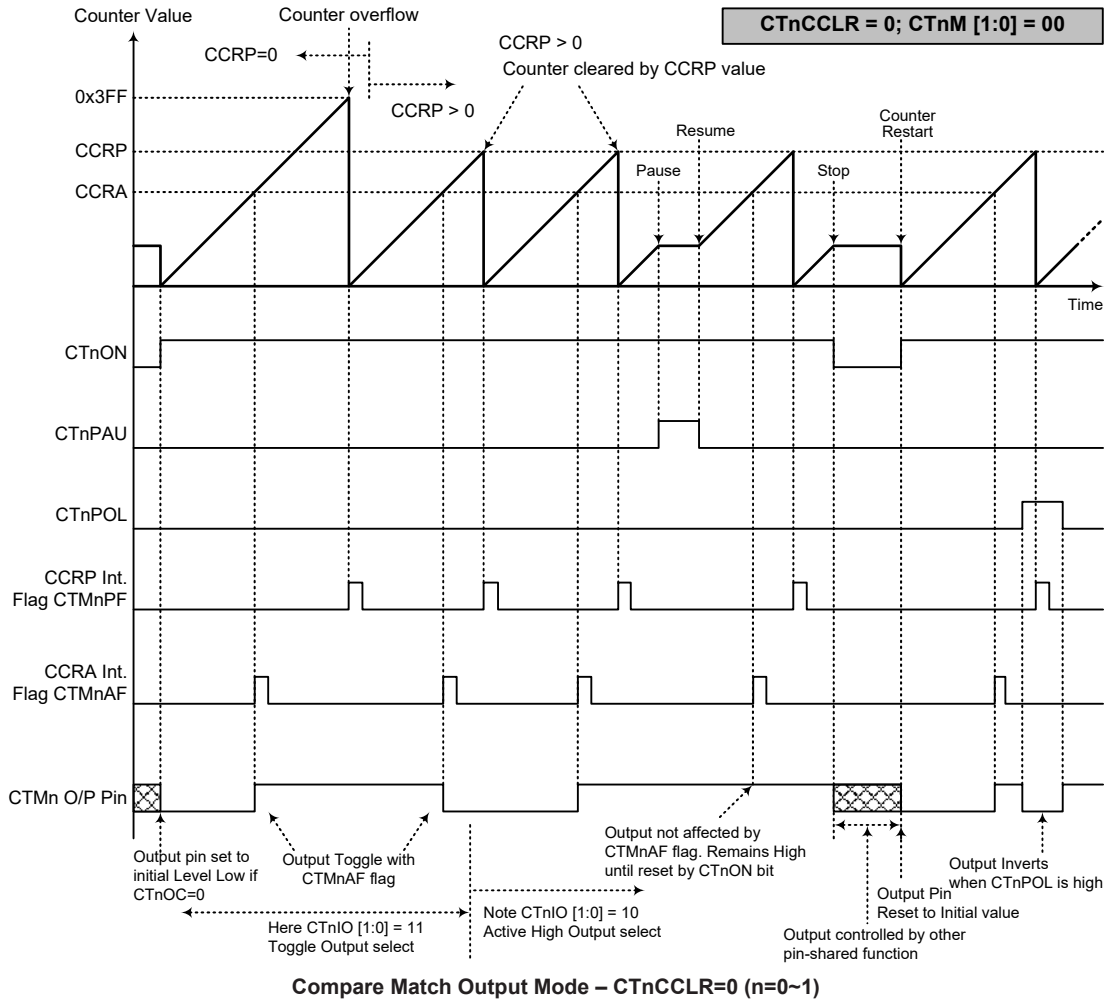 Counter Value
Counter overflow
CTnCCLR = 0; CTnM [1:0] = 00
CCRP=0
CCRP > 0
CCRP > 0
Counter cleared by CCRP value
0x3FF
CCRP
CCRA
Pause
Resume
Stop
Counter
Restart
Time
CTnON
CTnPAU
CTnPOL
CCRP Int.
Flag CTMnPF
CCRA Int.
Flag CTMnAF
CTMn O/P Pin
Output pin set to
initial Level Low if
CTnOC=0
Output Toggle with
CTMnAF flag
Here CTnIO [1:0] = 11
Toggle Output select
Note CTnIO [1:0] = 10
Active High Output select
Output not affected by
CTMnAF flag. Remains High
until reset by CTnON bit
Output controlled by other
pin-shared function
Output Pin
Reset to Initial value
Output Inverts
when CTnPOL is high
Compare Match Output Mode – CTnCCLR=0 (n=0~1)